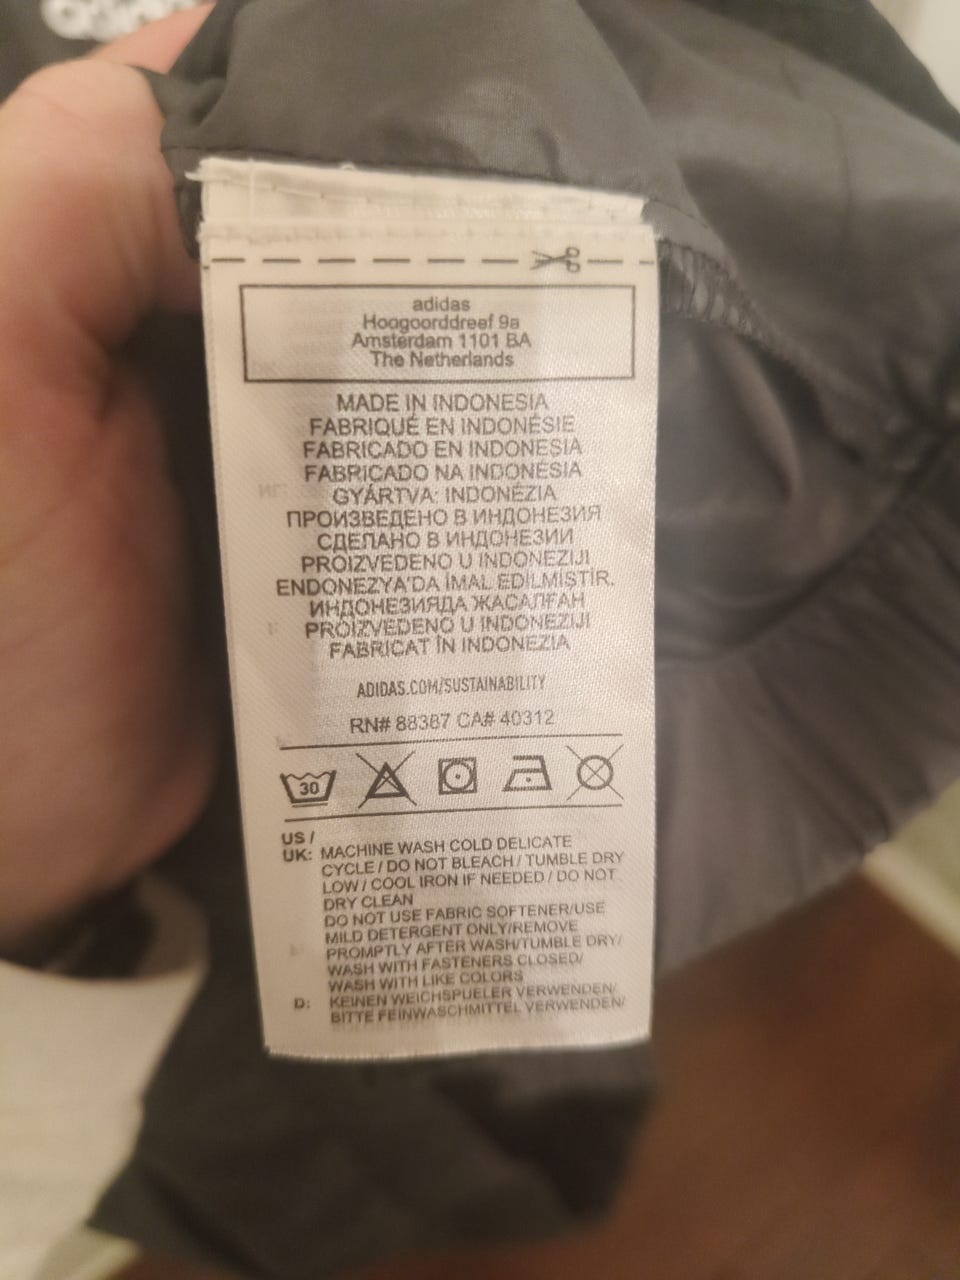 adidas
adidas
Hoogoorddreef 9a
Amsterdam 1101 BA
The Netherlands
MADE IN INDONESIA
FABRIQUÉ EN INDONÉSIE
FABRICADO EN INDONESIA
FABRICADO NA INDONÉSIA
GYÁRTVA: INDONÉZIA
ПРОИЗВЕДЕНО В ИНДОНЕЗИЯ
СДЕЛАНО В ИНДОНЕЗИИ
PROIZVEDENO U INDONEZIJI
ENDONEZYA'DA İMAL EDİLMİŞTİR.
ИНДОНЕЗИЯДА ЖАСАЛҒАН
PROIZVEDENO U INDONEZIJI
FABRICAT ÎN INDONEZIA
ADIDAS.COM/SUSTAINABILITY
RN# 88387 CA# 40312
30
US /
UK: MACHINE WASH COLD DELICATE
CYCLE / DO NOT BLEACH / TUMBLE DRY
LOW / COOL IRON IF NEEDED / DO NOT
DRY CLEAN
DO NOT USE FABRIC SOFTENER/USE
MILD DETERGENT ONLY/REMOVE
PROMPTLY AFTER WASH/TUMBLE DRY/
WASH WITH FASTENERS CLOSED/
WASH WITH LIKE COLORS
D: KEINEN WEICHSPUELER VERWENDEN/
BITTE FEINWASCHMITTEL VERWENDEN/